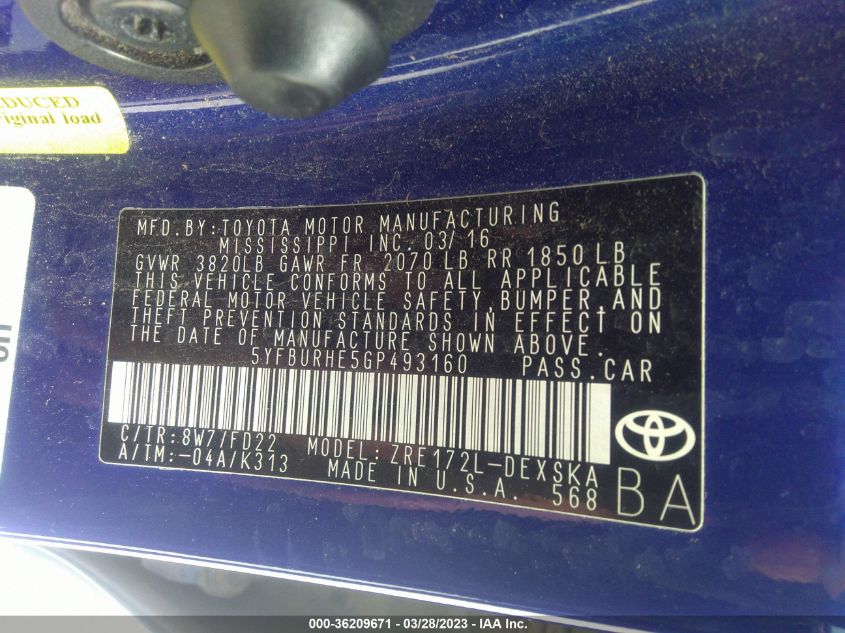 DUCED
riginal load
MFD. BY: TOYOTA MOTOR MANUFACTURING
MISSISSIPPI INC. 03/16
GVWR 3820LB GAWR FR 2070 LB RR 1850 LB
THIS VEHICLE CONFORMS TO ALL APPLICABLE
FEDERAL MOTOR VEHICLE SAFETY, BUMPER, AND
THEFT PREVENTION STANDARDS IN EFFECT ON
THE DATE OF MANUFACTURE SHOWN ABOVE.
5YFBURHE5GP493160 PASS. CAR
C/TR: 8W7/FD22 MODEL: ZRE172L-DEXSKA
A/TM: -04A/K313 MADE IN U.S.A. 568
BA
000-36209671 / 03/28/2023 - IAA Inc.